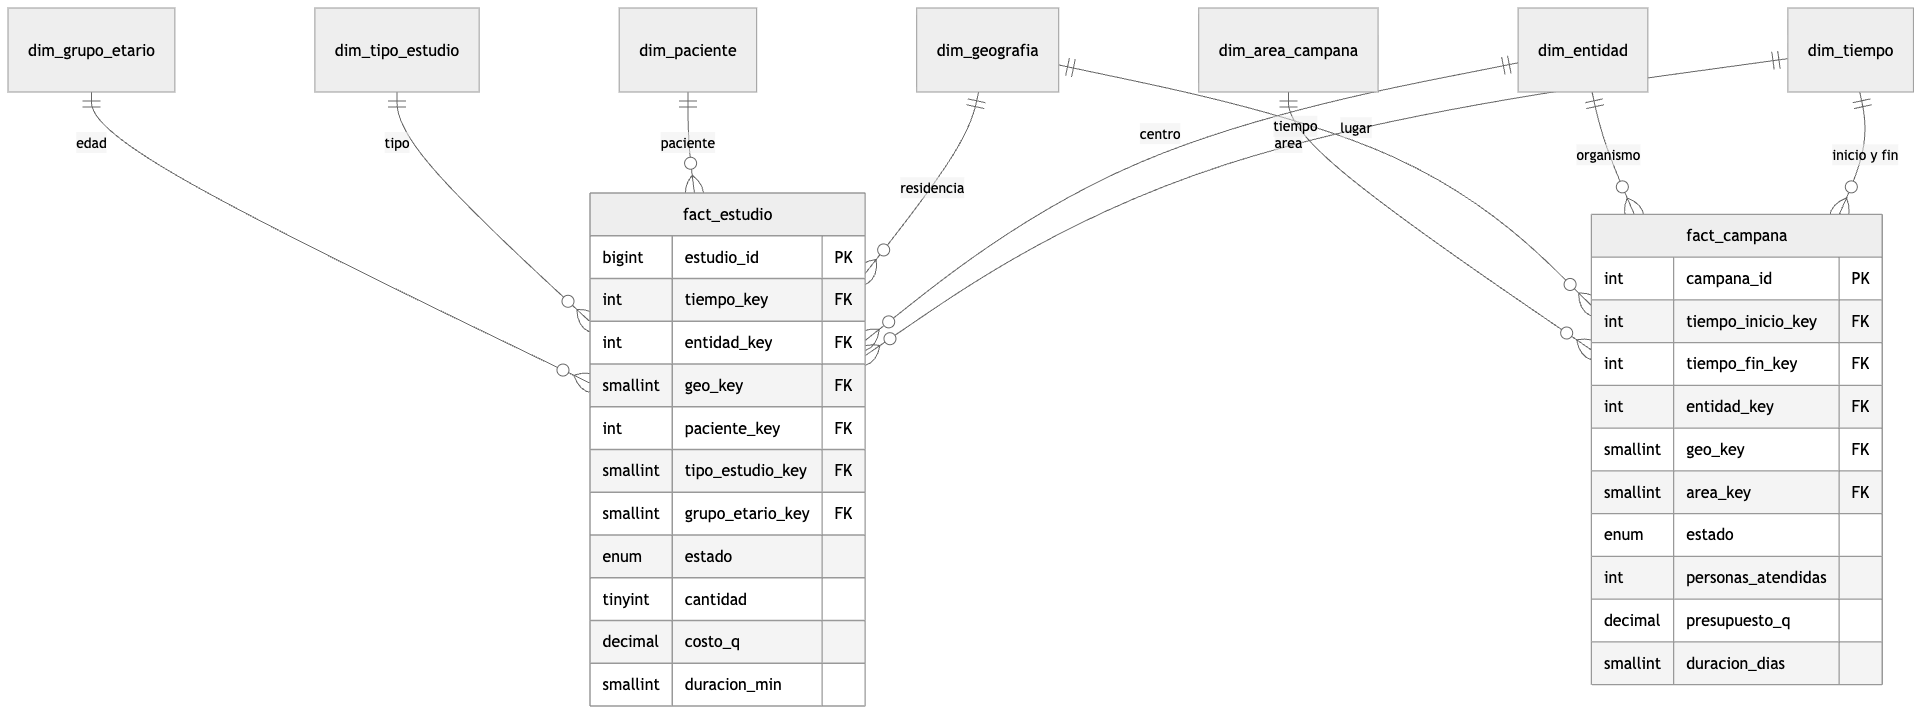 dim_grupo_etario
dim_tipo_estudio
dim_paciente
dim_geografia
dim_area_campana
dim_entidad
dim_tiempo
edad
tipo
paciente
residencia
centro
tiempo
area
lugar
organismo
inicio y fin
fact_estudio
bigint estudio_id PK
int tiempo_key FK
int entidad_key FK
smallint geo_key FK
int paciente_key FK
smallint tipo_estudio_key FK
smallint grupo_etario_key FK
enum estado
tinyint cantidad
decimal costo_q
smallint duracion_min
fact_campana
int campana_id PK
int tiempo_inicio_key FK
int tiempo_fin_key FK
int entidad_key FK
smallint geo_key FK
smallint area_key FK
enum estado
int personas_atendidas
decimal presupuesto_q
smallint duracion_dias